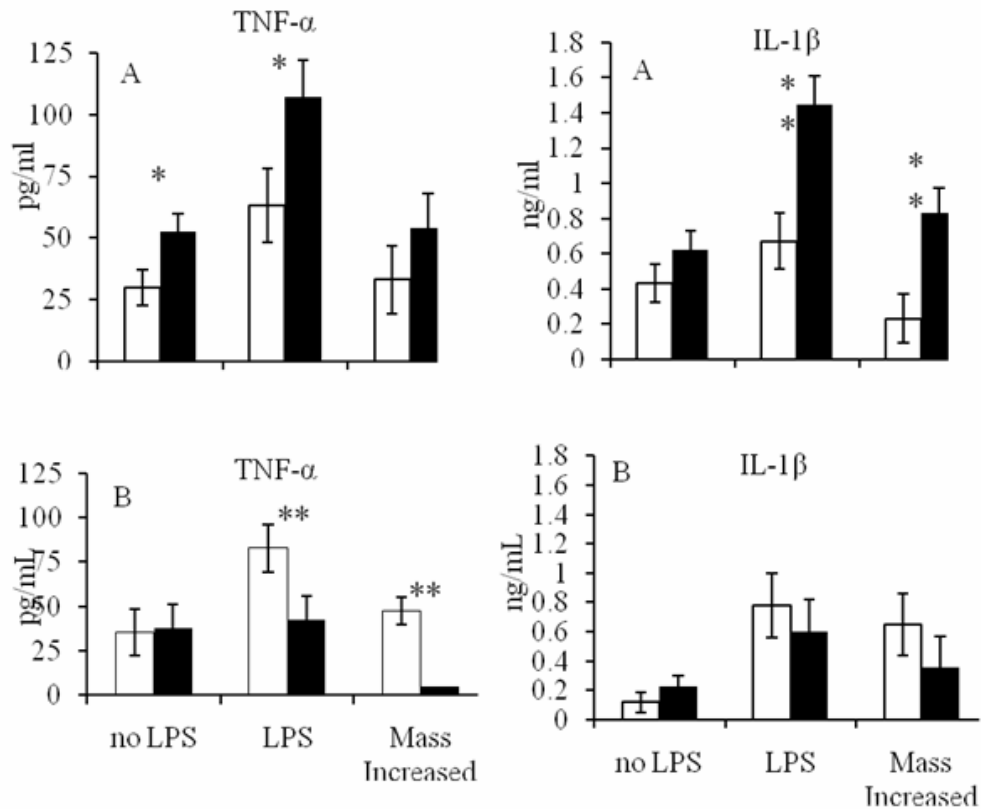 TNF-α
A
*
*
pg/ml
125
100
75
50
25
0
IL-1β
A
*
*
*
*
ng/ml
1.8
1.6
1.4
1.2
1
0.8
0.6
0.4
0.2
0
TNF-α
B
**
**
pg/mL
125
100
75
50
25
0
no LPS
LPS
Mass
Increased
IL-1β
B
ng/mL
1.8
1.6
1.4
1.2
1
0.8
0.6
0.4
0.2
0
no LPS
LPS
Mass
Increased